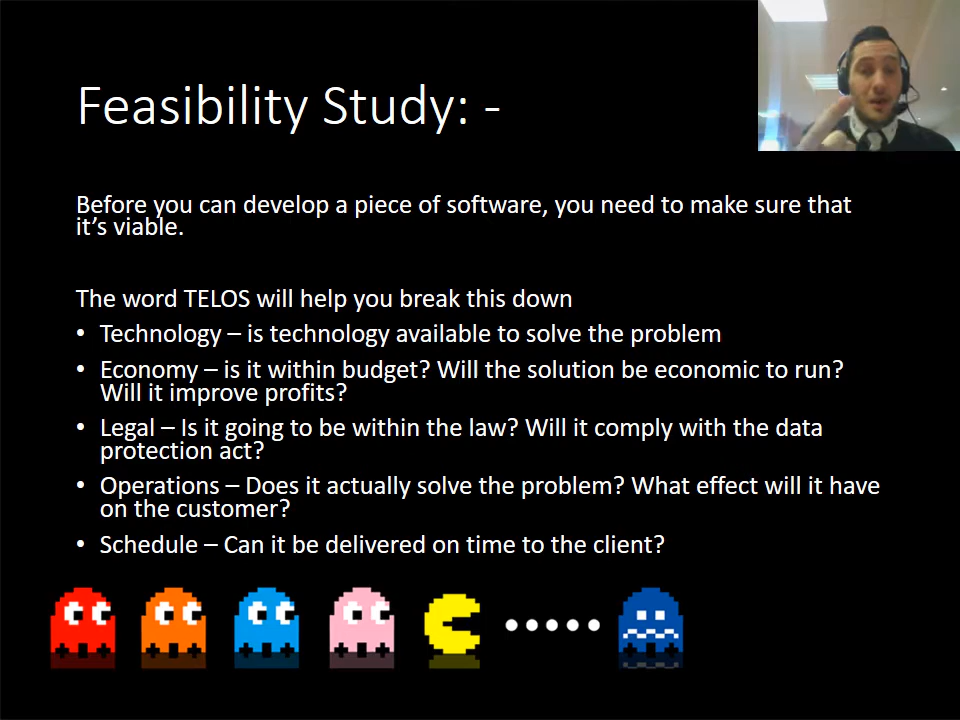 Feasibility Study: -
Before you can develop a piece of software, you need to make sure that
it’s viable.
The word TELOS will help you break this down
• Technology – is technology available to solve the problem
• Economy – is it within budget? Will the solution be economic to run?
Will it improve profits?
• Legal – Is it going to be within the law? Will it comply with the data
protection act?
• Operations – Does it actually solve the problem? What effect will it have
on the customer?
• Schedule – Can it be delivered on time to the client?